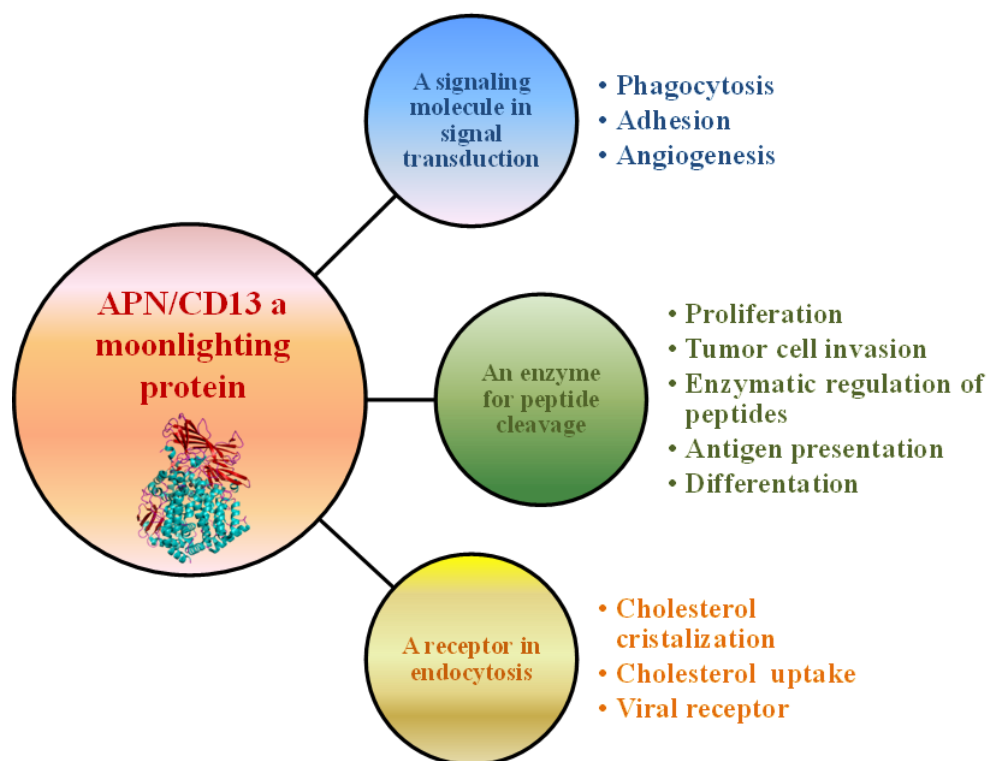 A signaling
molecule in
signal
transduction
• Phagocytosis
• Adhesion
• Angiogenesis
APN/CD13 a
moonlighting
protein
An enzyme
for peptide
cleavage
• Proliferation
• Tumor cell invasion
• Enzymatic regulation of
peptides
• Antigen presentation
• Differentation
A receptor in
endocytosis
• Cholesterol
cristalization
• Cholesterol uptake
• Viral receptor